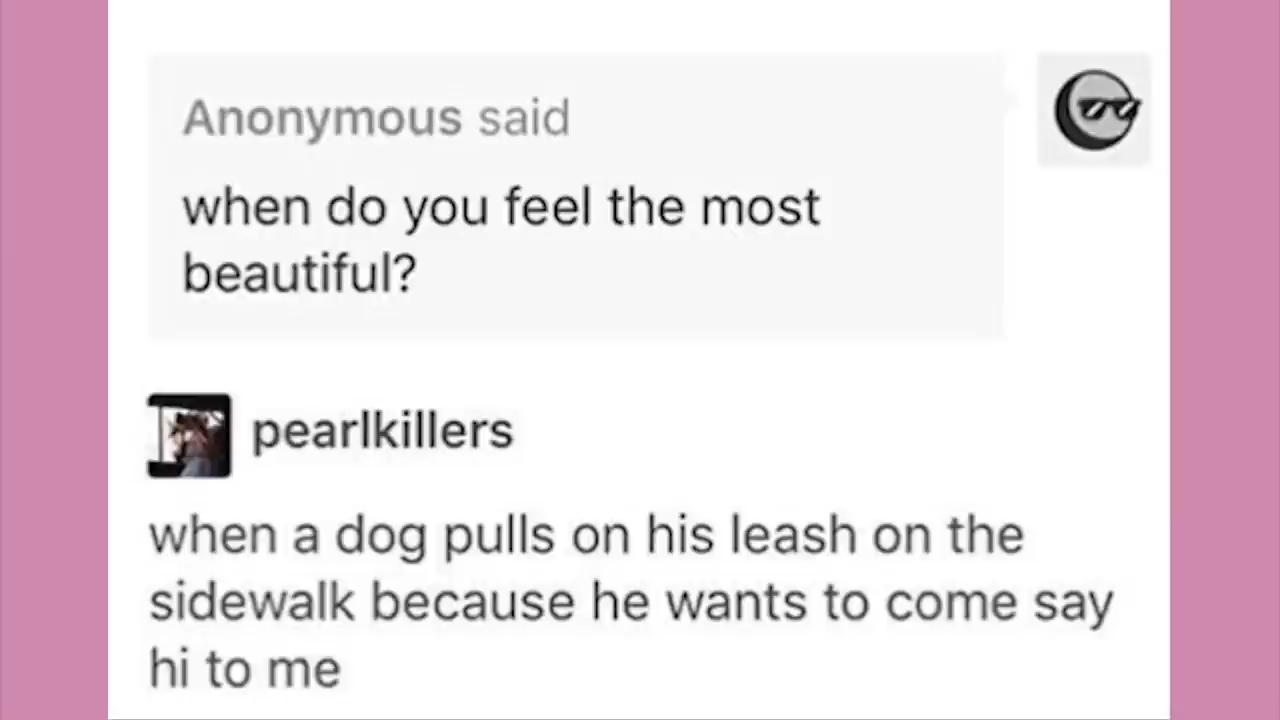 Anonymous said
when do you feel the most
beautiful?
pearlkillers
when a dog pulls on his leash on the
sidewalk because he wants to come say
hi to me